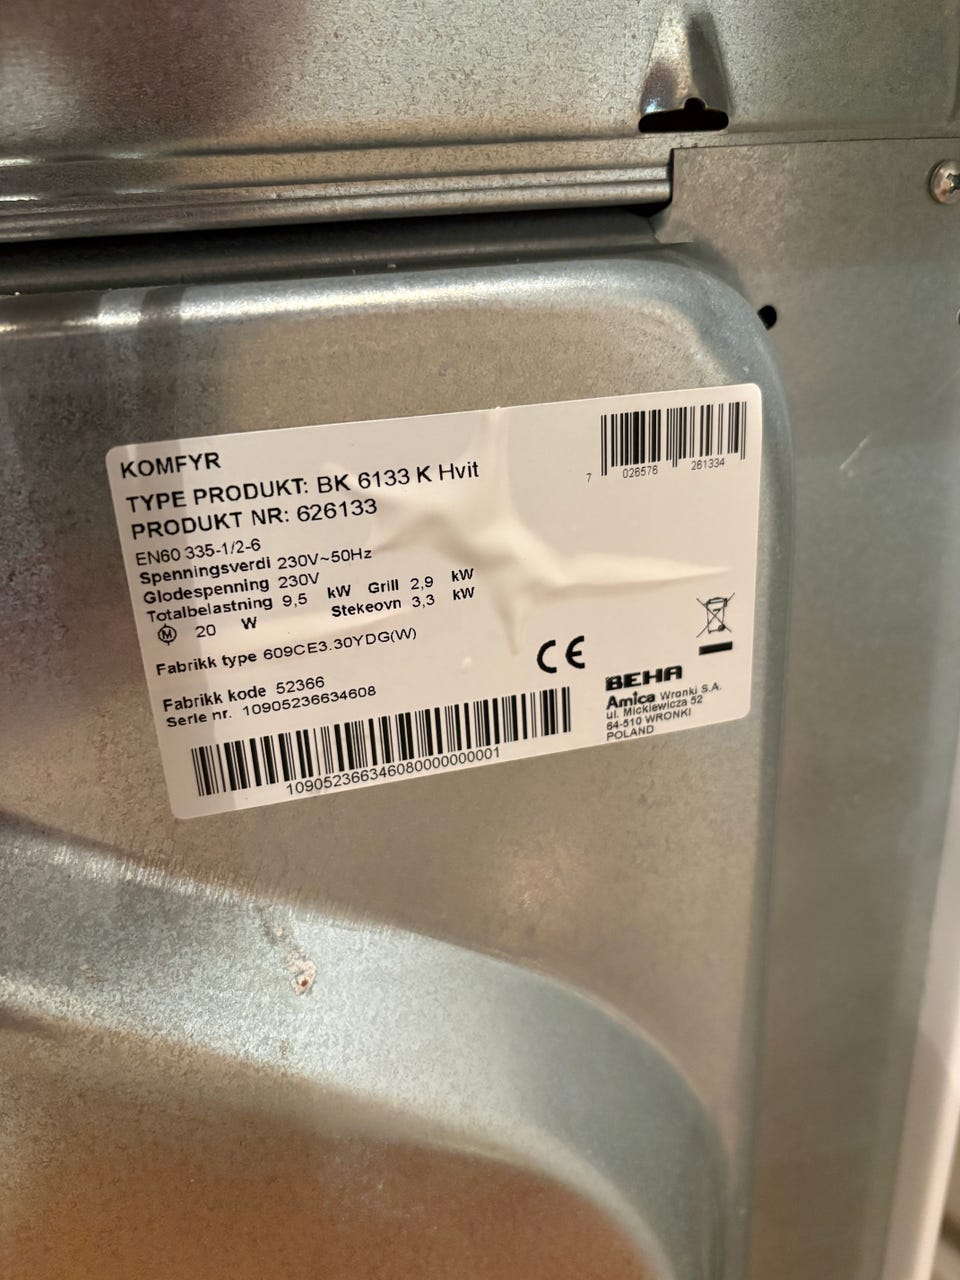 KOMFYR
TYPE PRODUKT: BK 6133 K Hvit
PRODUKT NR: 626133
7 026576 261334
EN60 335-1/2-6
Spenningsverdi 230V~50Hz
Glodespenning 230V
Totalbelastning 9,5 kW Grill 2,9 kW
M 20 W Stekeovn 3,3 kW
Fabrikk type 609CE3.30YDG(W)
Fabrikk kode 52366
Serie nr. 10905236634608
109052366346080000000001
CE
BEHA
Amica Wronki S.A.
ul. Mickiewicza 52
64-510 WRONKI
POLAND